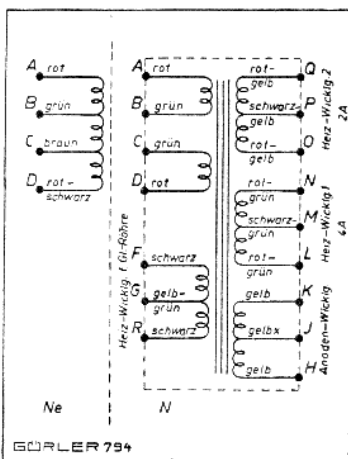 A rot
B grün
C braun
D rot-
schwarz
Ne
A rot
B grün
C grün
D rot
F schwarz
G gelb-
grün
R schwarz
Heiz-Wicklg. f. Gl-Röhre
N
rot- Q
gelb
schwarz- P
gelb
rot- O
gelb
Heiz-Wicklg. 2
2A
rot- N
grün
schwarz- M
grün
rot- L
grün
Heiz-Wicklg. 1
4A
gelb K
gelbx J
gelb H
Anoden-Wicklg
GÖRLER 794